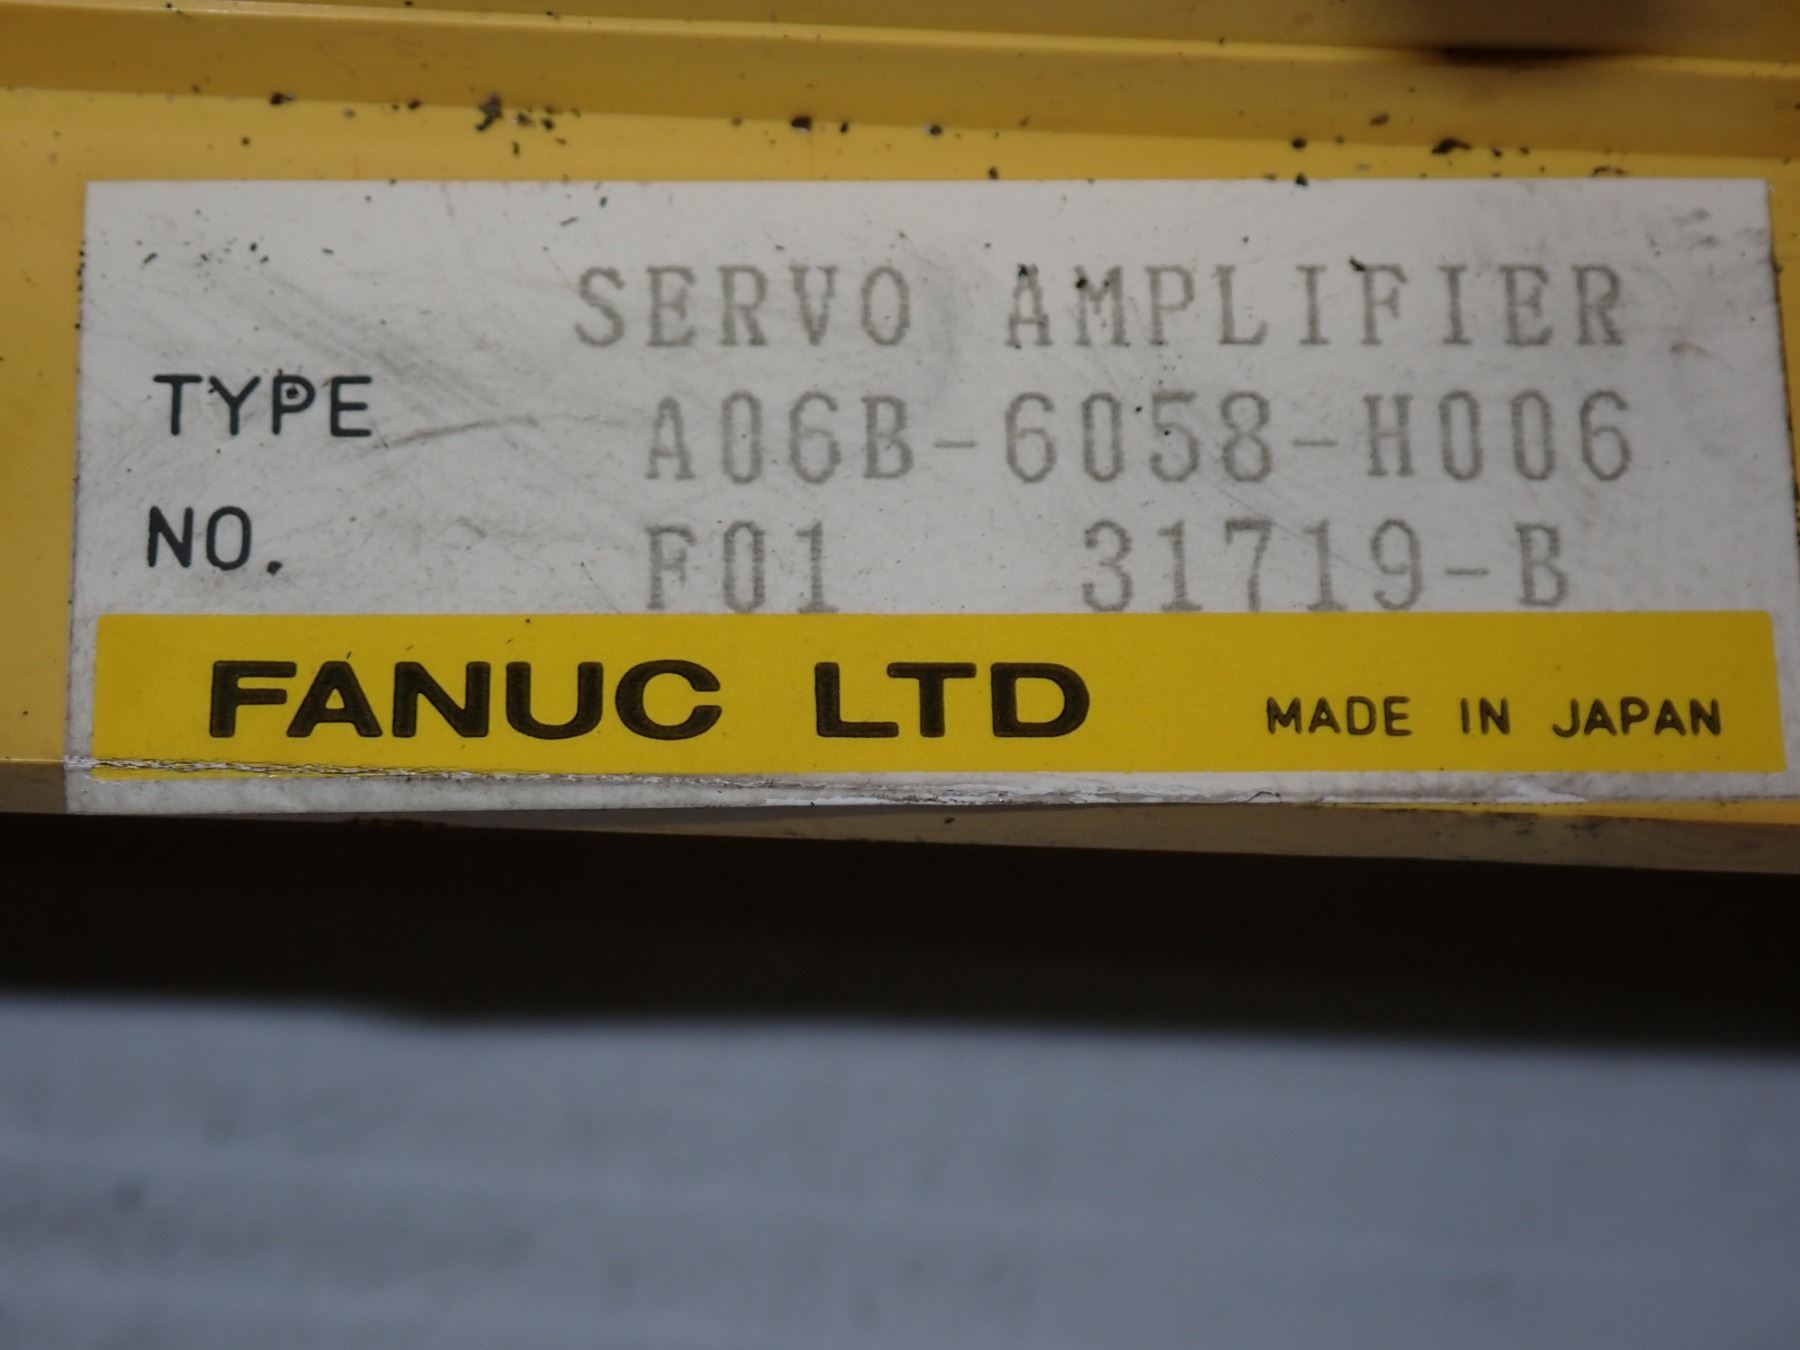 SERVO AMPLIFIER
TYPE A06B-6058-H006
NO. F01 31719-B
FANUC LTD MADE IN JAPAN